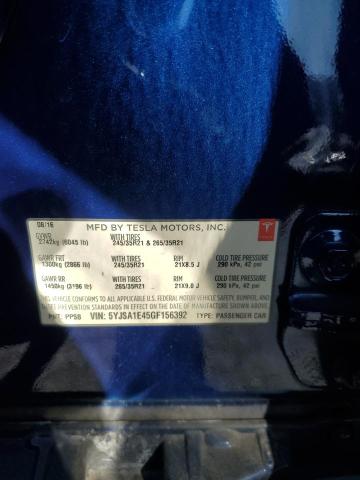 06/16 MFD BY TESLA MOTORS, INC.
GVWR WITH TIRES
2742kg (6045 lb) 245/35R21 & 265/35R21
GAWR FRT WITH TIRES RIM COLD TIRE PRESSURE
1300kg (2866 lb) 245/35R21 21X8.5 J 290 kPa, 42 psi
GAWR RR WITH TIRES RIM COLD TIRE PRESSURE
1450kg (3196 lb) 265/35R21 21X9.0 J 290 kPa, 42 psi
THIS VEHICLE CONFORMS TO ALL APPLICABLE U.S. FEDERAL MOTOR VEHICLE SAFETY, BUMPER, AND
THEFT PREVENTION STANDARDS IN EFFECT ON THE DATE OF MANUFACTURE SHOWN ABOVE.
PNT: PPSB VIN: 5YJSA1E45GF156392 TYPE: PASSENGER CAR